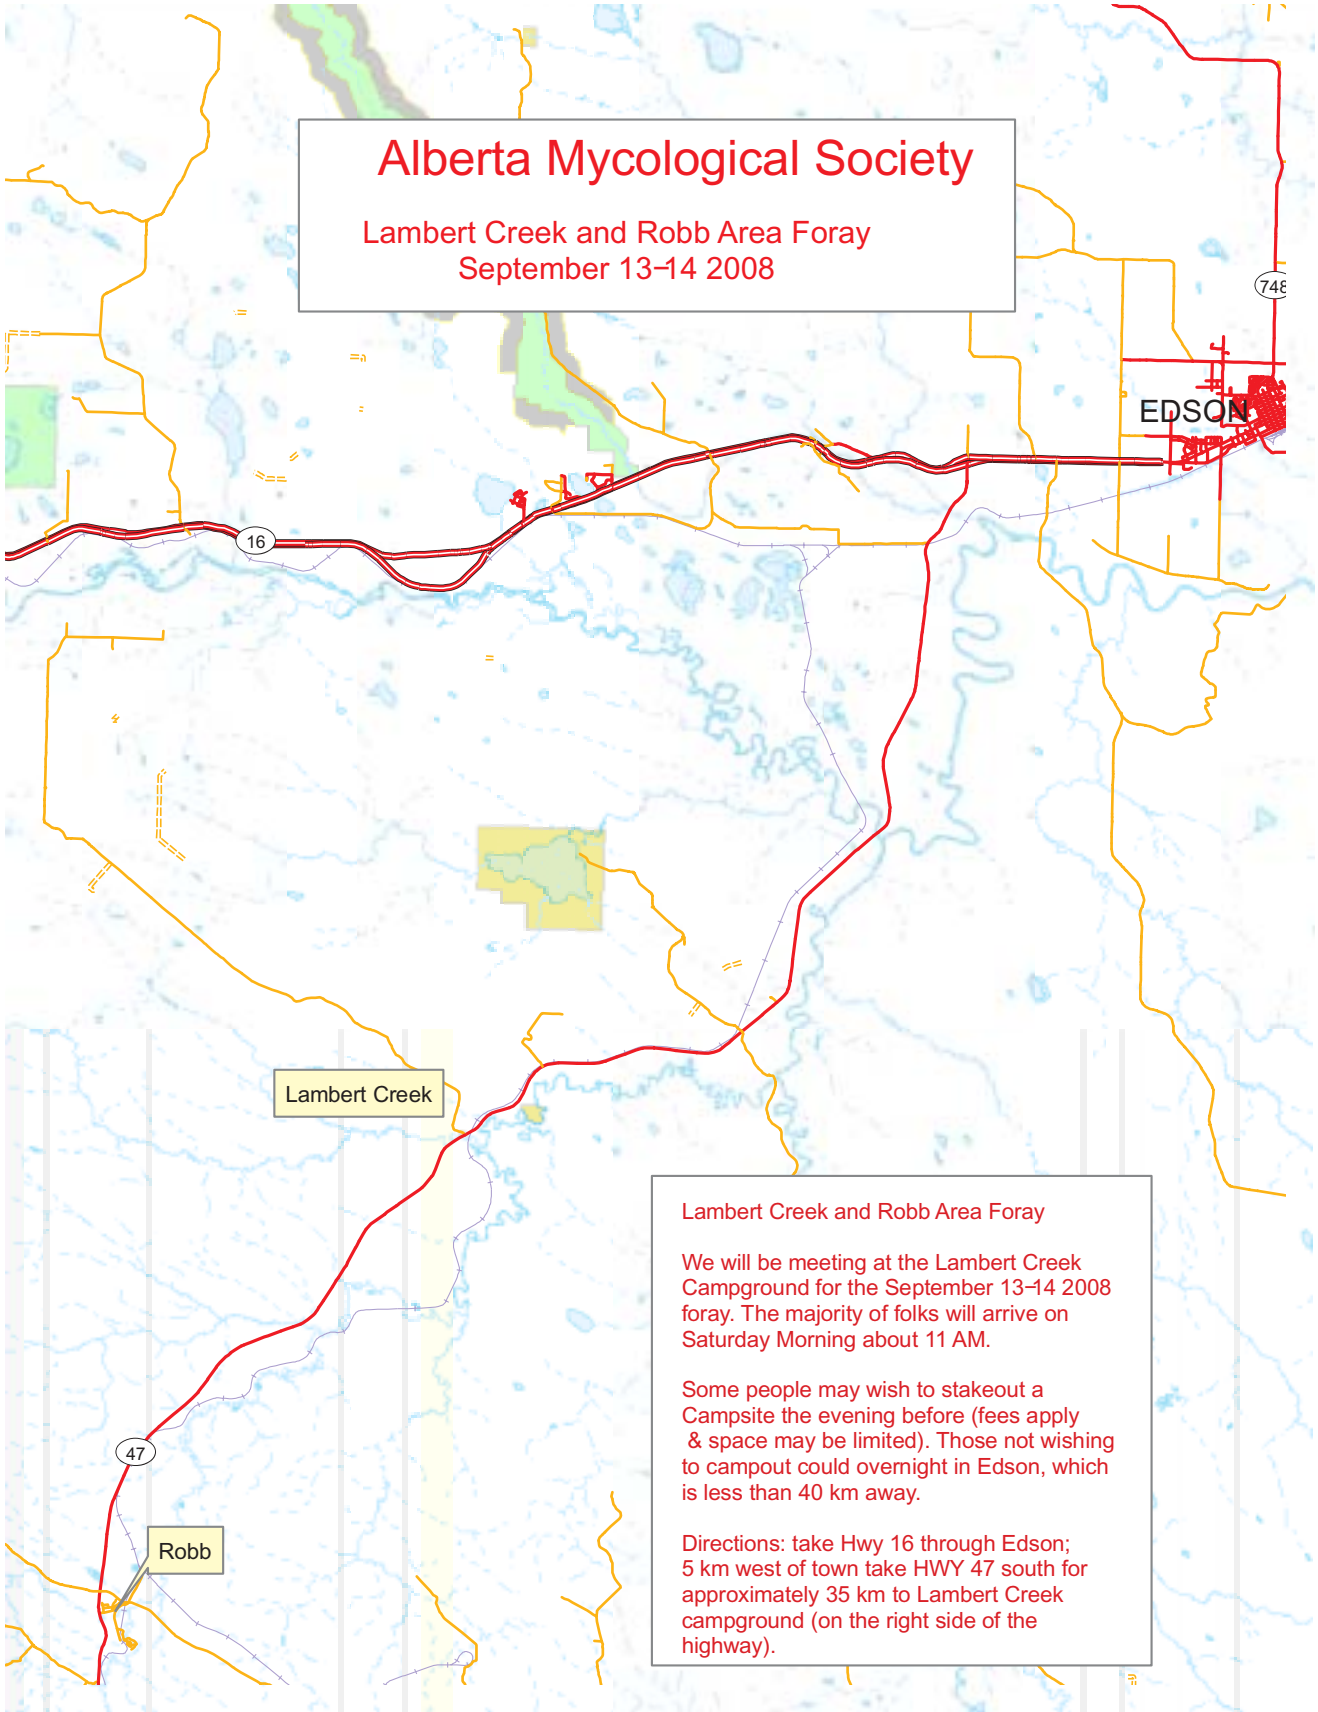 Alberta Mycological Society
Lambert Creek and Robb Area Foray
September 13–14 2008
748
EDSON
16
Lambert Creek
47
Robb
Lambert Creek and Robb Area Foray
We will be meeting at the Lambert Creek
Campground for the September 13–14 2008
foray. The majority of folks will arrive on
Saturday Morning about 11 AM.
Some people may wish to stakeout a
Campsite the evening before (fees apply
& space may be limited). Those not wishing
to campout could overnight in Edson, which
is less than 40 km away.
Directions: take Hwy 16 through Edson;
5 km west of town take HWY 47 south for
approximately 35 km to Lambert Creek
campground (on the right side of the
highway).